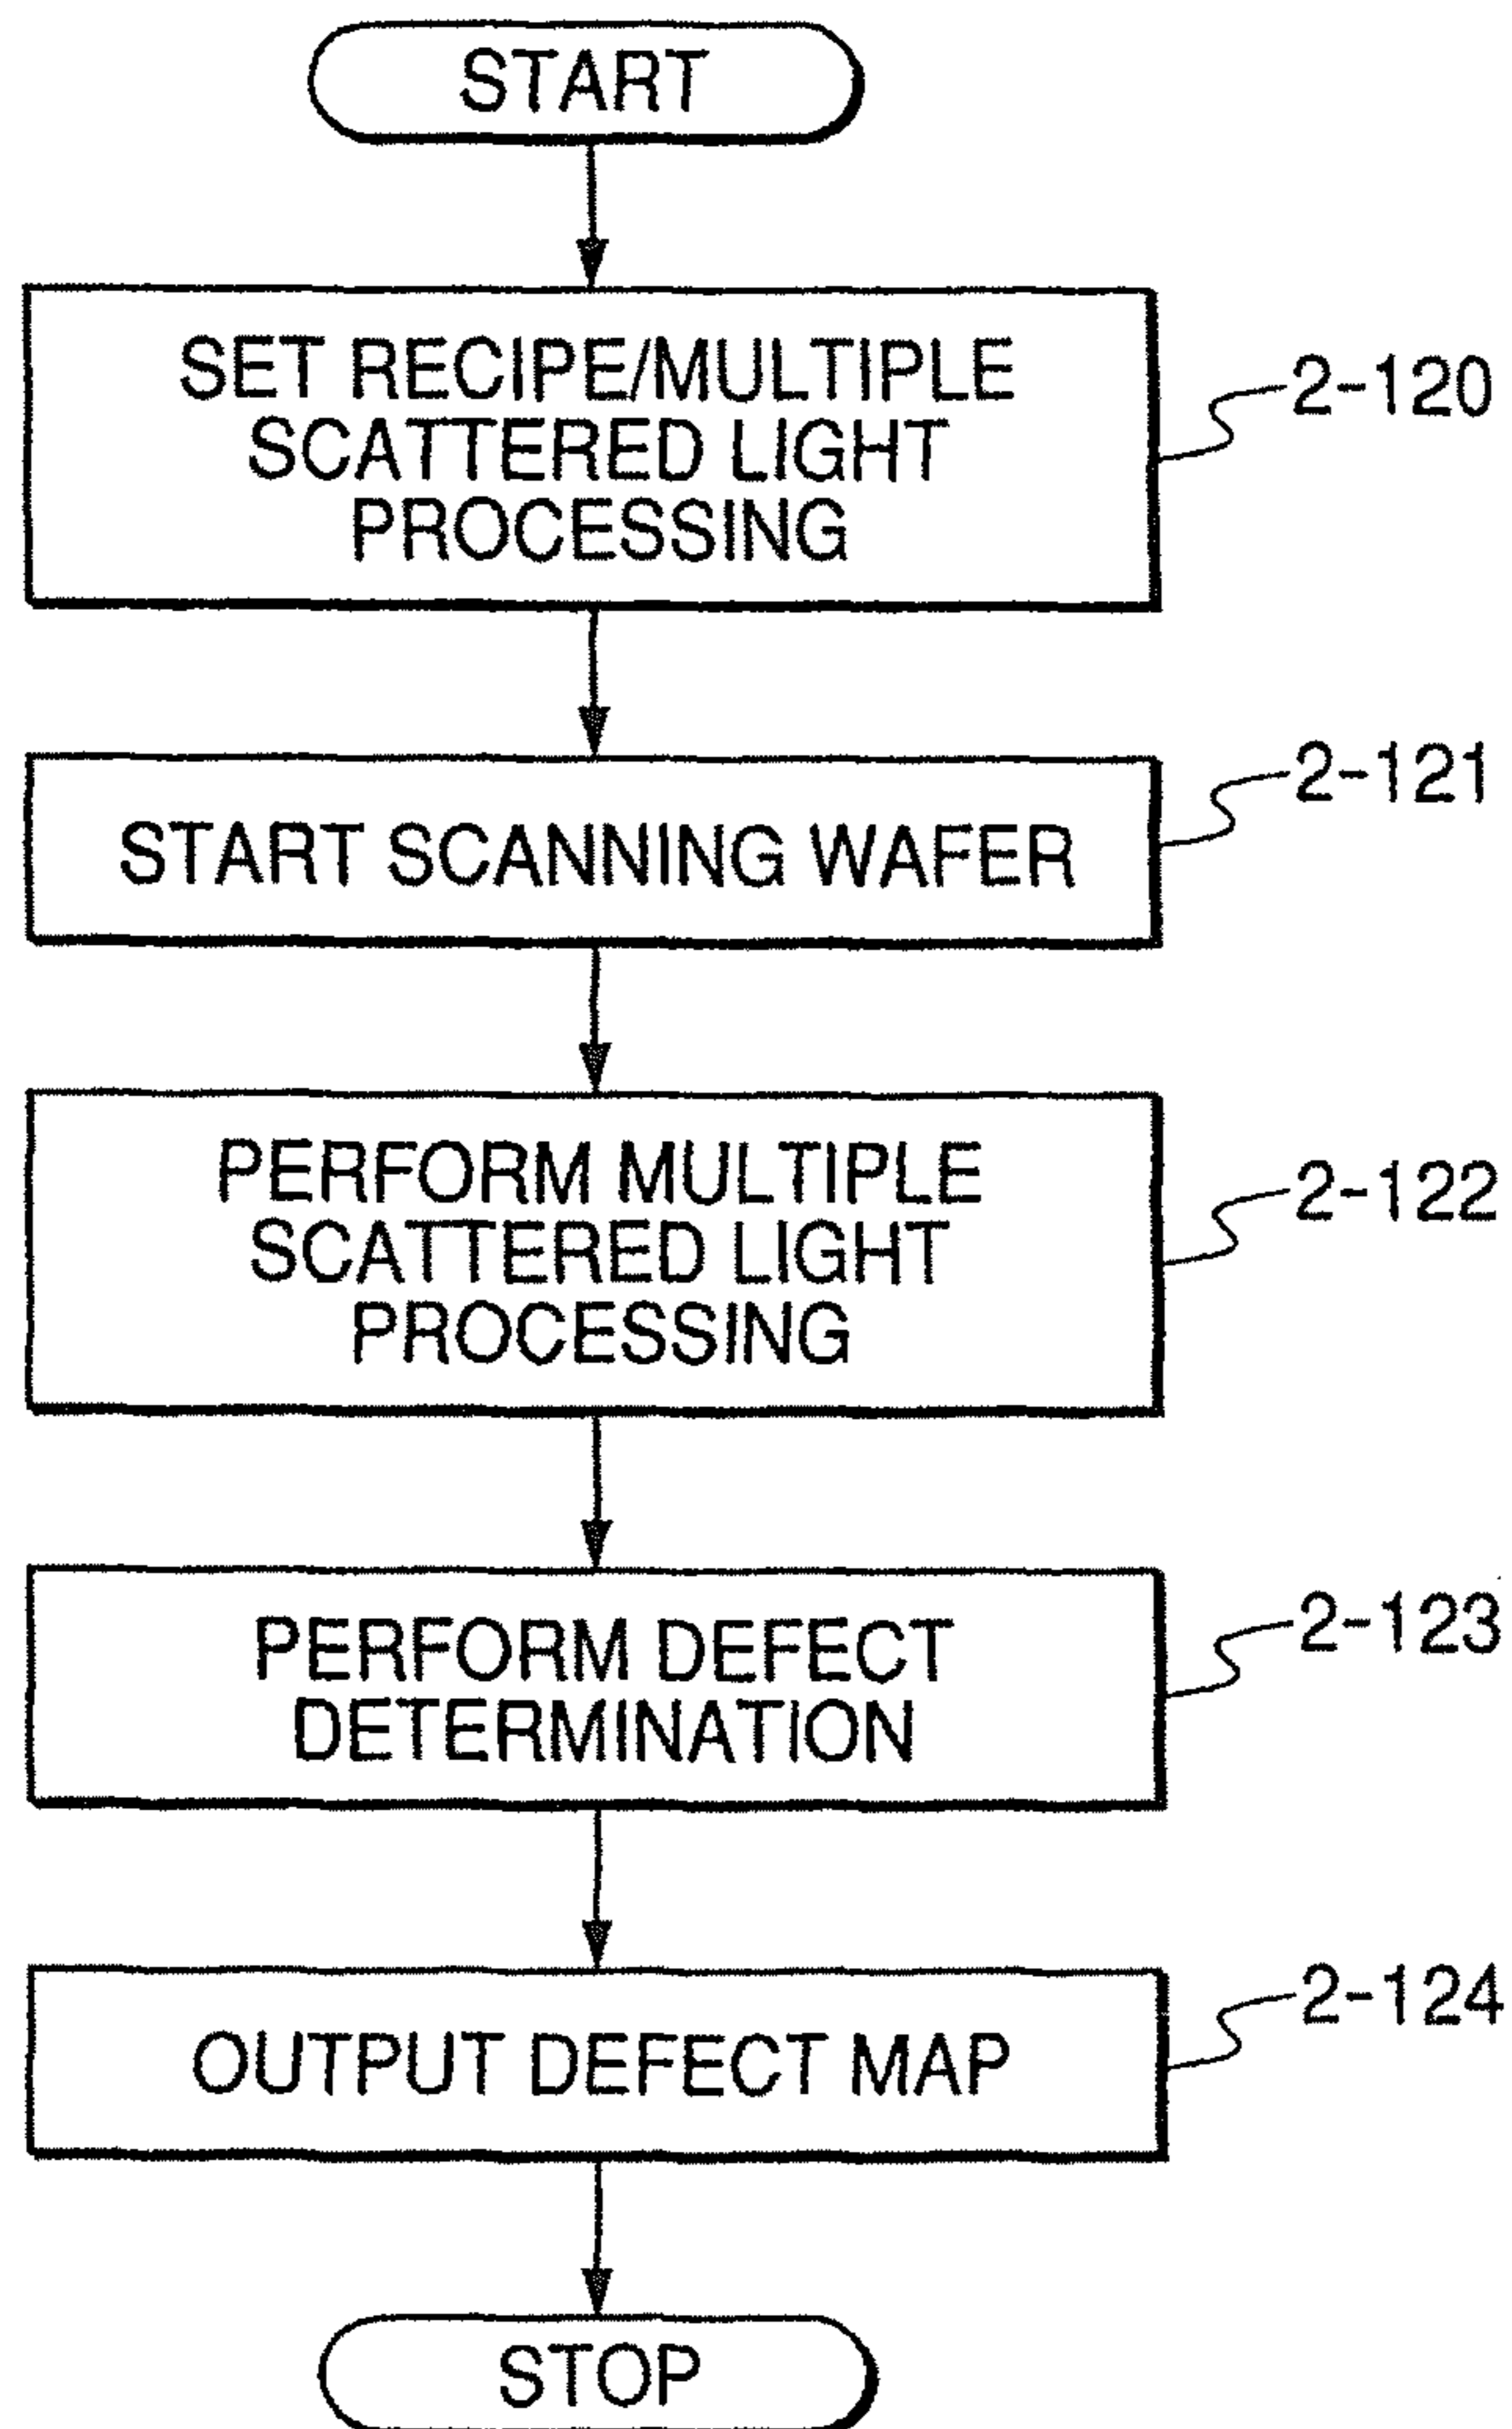 START
SET RECIPE/MULTIPLE
SCATTERED LIGHT
PROCESSING
2-120
START SCANNING WAFER
2-121
PERFORM MULTIPLE
SCATTERED LIGHT
PROCESSING
2-122
PERFORM DEFECT
DETERMINATION
2-123
OUTPUT DEFECT MAP
2-124
STOP